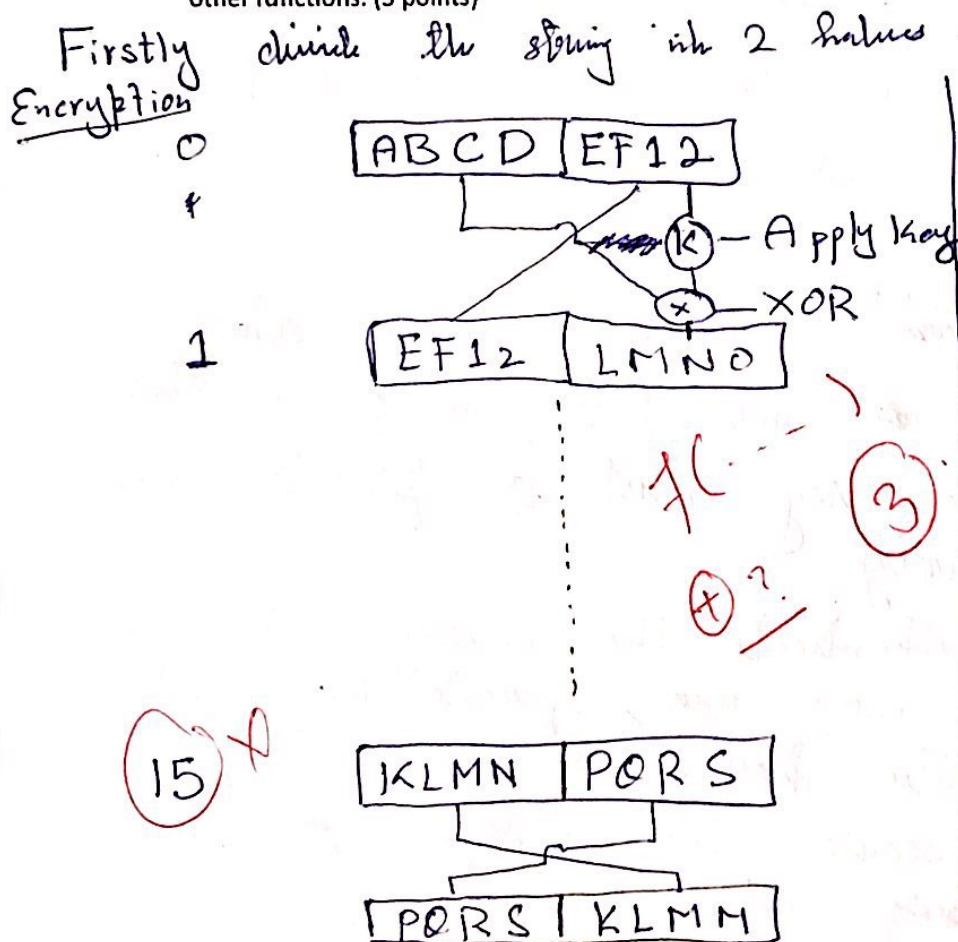 other functions. (5 points)
Firstly divide the string in 2 halves
Encryption
0 ABCD EF12
K - Apply Key
x - XOR
1 EF12 LMNO
f( ---- )
3
+ ?
15 x KLMN PQRS
PQRS KLMM